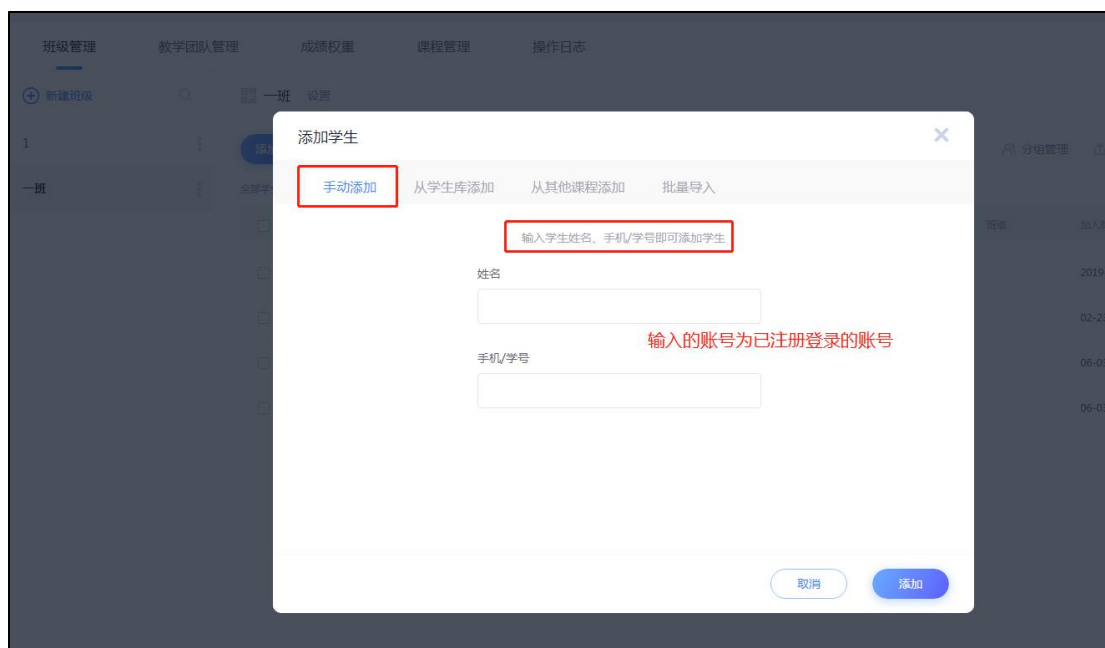 班级管理 教学团队管理 成绩权重 课程管理 操作日志
新建班级 一班 设置
添加学生
1
分组管理
一班
手动添加 从学生库添加 从其他课程添加 批量导入
输入学生姓名、手机/学号即可添加学生
班级
姓名
2019
输入的账号为已注册登录的账号
手机/学号
取消 添加